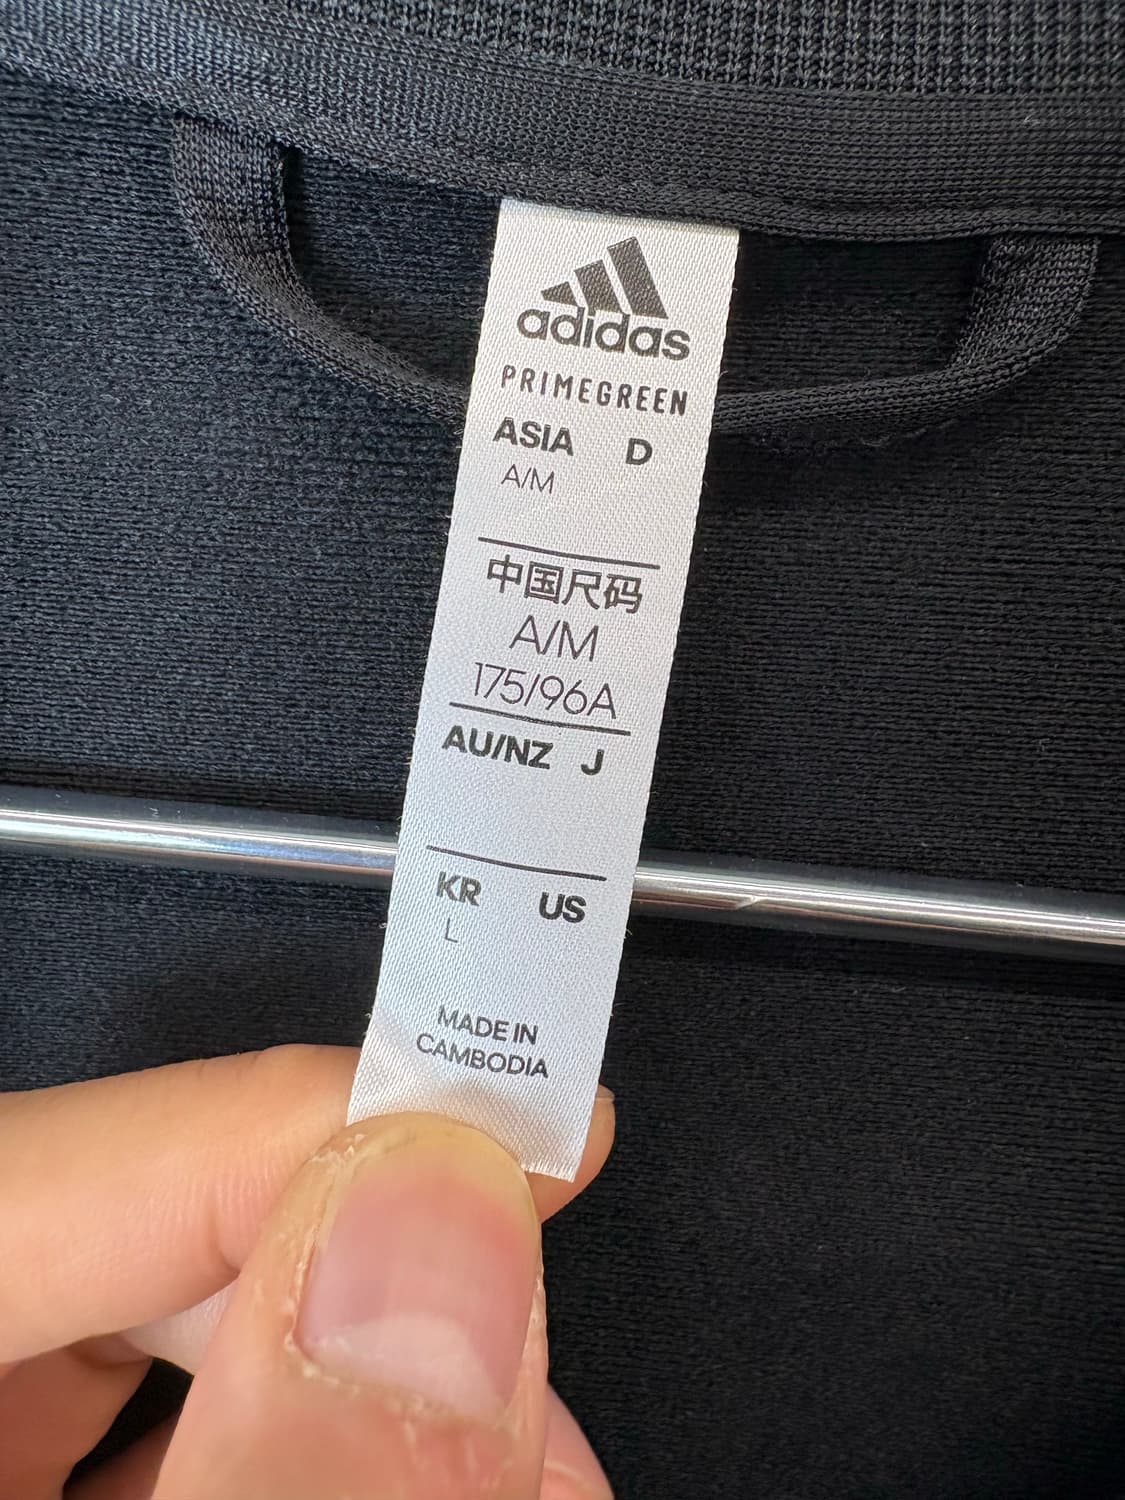 adidas
PRIMEGREEN
ASIA D
A/M
中国尺码
A/M
175/96A
AU/NZ J
KR US
L
MADE IN
CAMBODIA